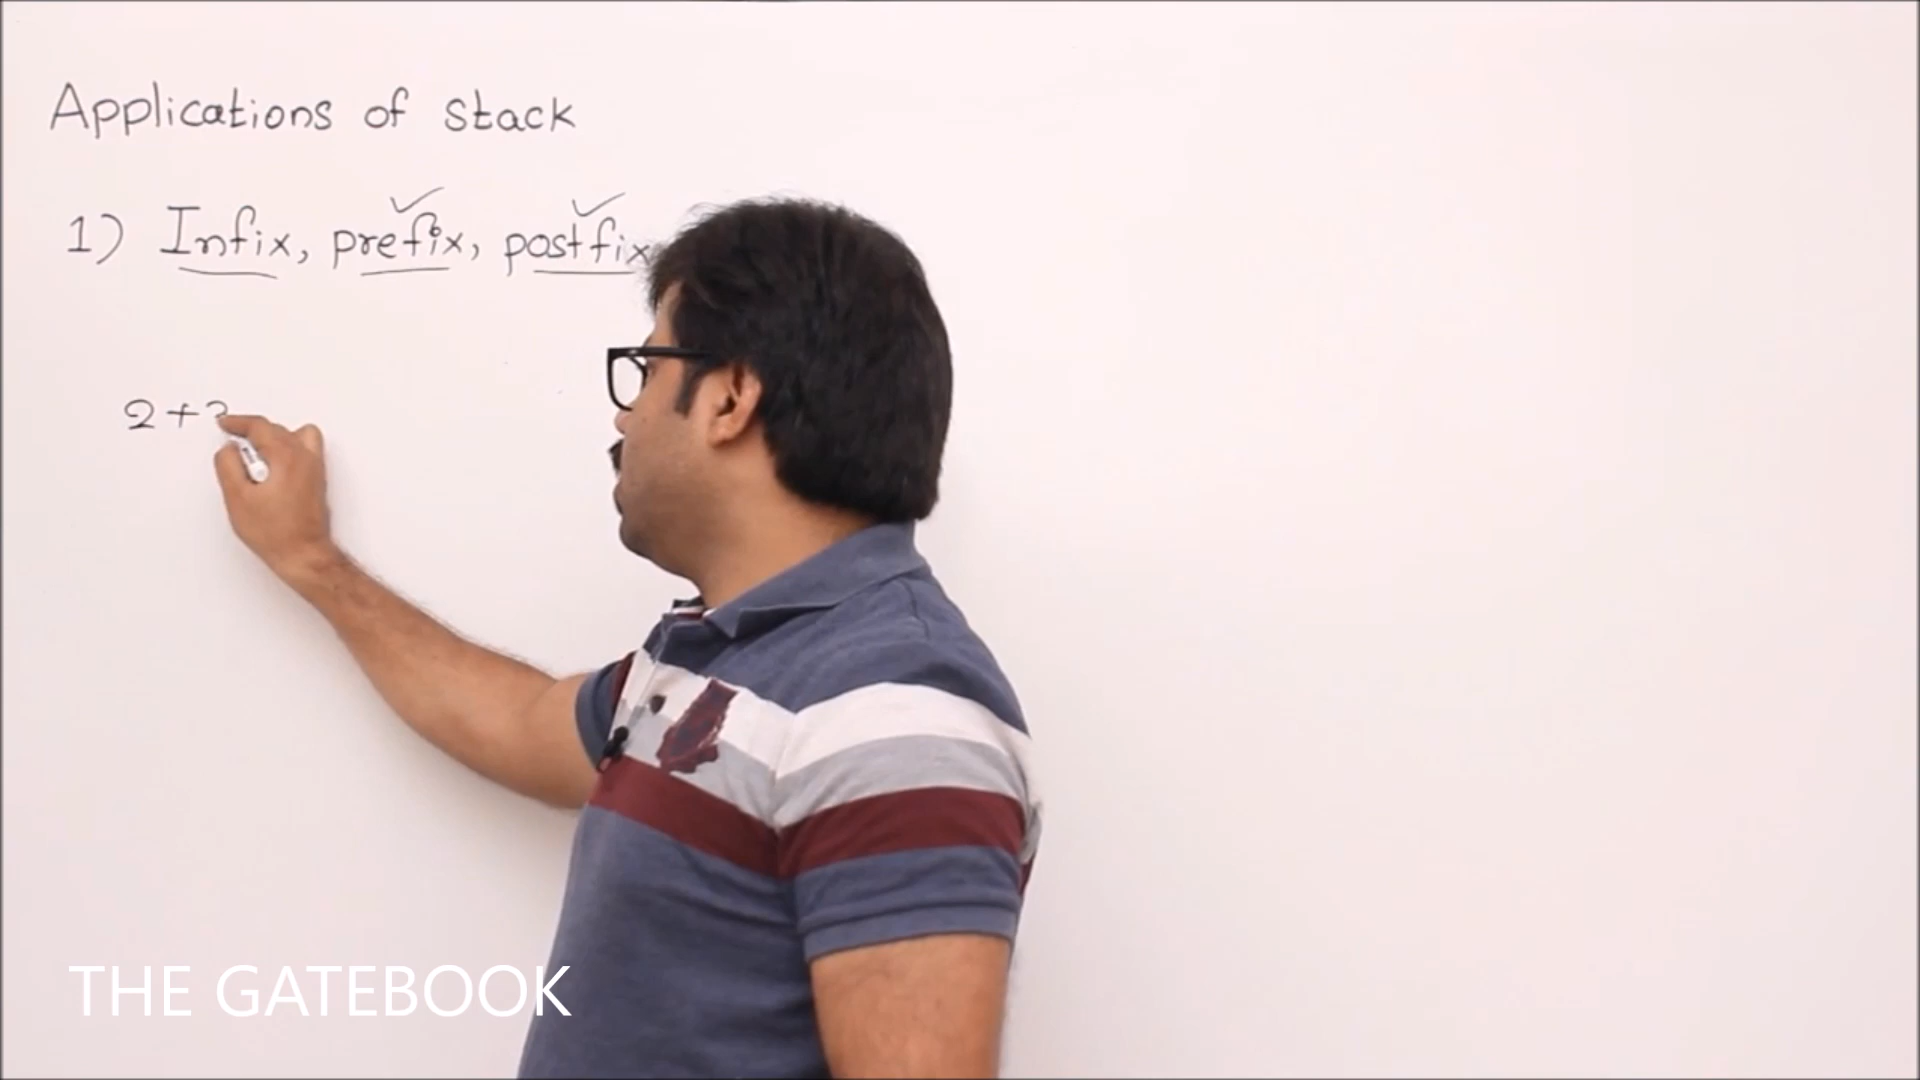 Applications of stack
1) Infix, prefix, postfix
2 +
THE GATEBOOK